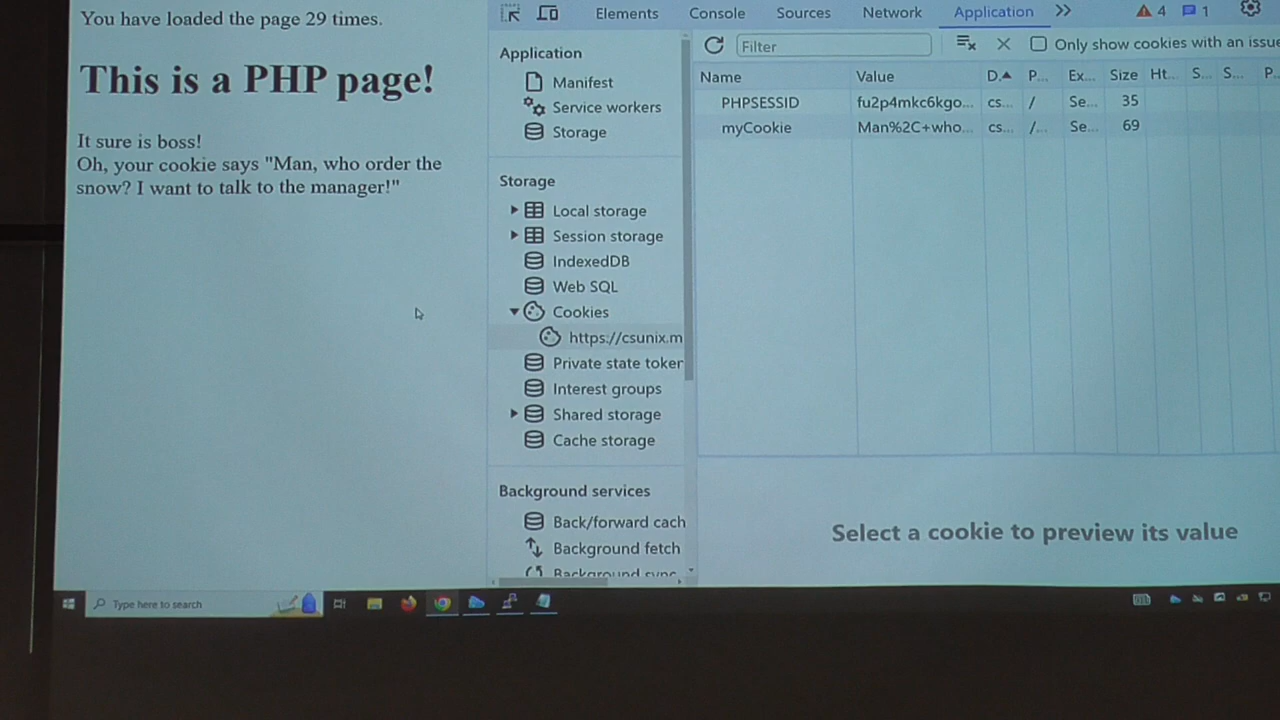 You have loaded the page 29 times.
This is a PHP page!
It sure is boss!
Oh, your cookie says "Man, who order the
snow? I want to talk to the manager!"
Elements Console Sources Network Application 4 1
Application
Manifest
Service workers
Storage
Storage
Local storage
Session storage
IndexedDB
Web SQL
Cookies
https://csunix.m
Private state toker
Interest groups
Shared storage
Cache storage
Background services
Back/forward cach
Background fetch
Background sync
Filter Only show cookies with an issue
Name Value D. P... Ex... Size Ht... S... S... P...
PHPSESSID fu2p4mkc6kgo... cs... / Se... 35
myCookie Man%2C+who... cs... /... Se... 69
Select a cookie to preview its value
Type here to search